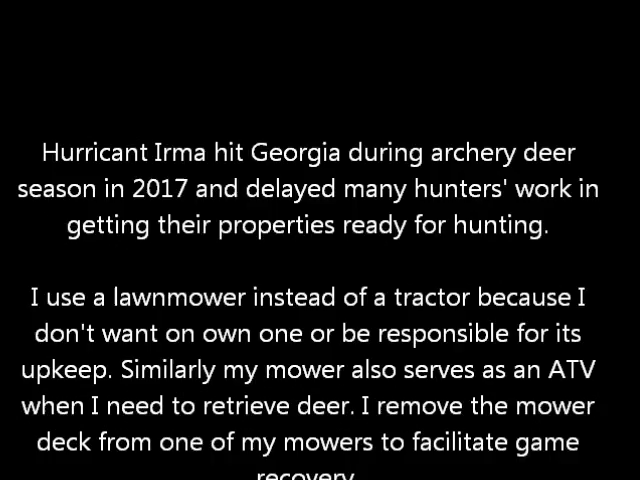 Hurricant Irma hit Georgia during archery deer
season in 2017 and delayed many hunters' work in
getting their properties ready for hunting.
I use a lawnmower instead of a tractor because I
don't want on own one or be responsible for its
upkeep. Similarly my mower also serves as an ATV
when I need to retrieve deer. I remove the mower
deck from one of my mowers to facilitate game
recovery.